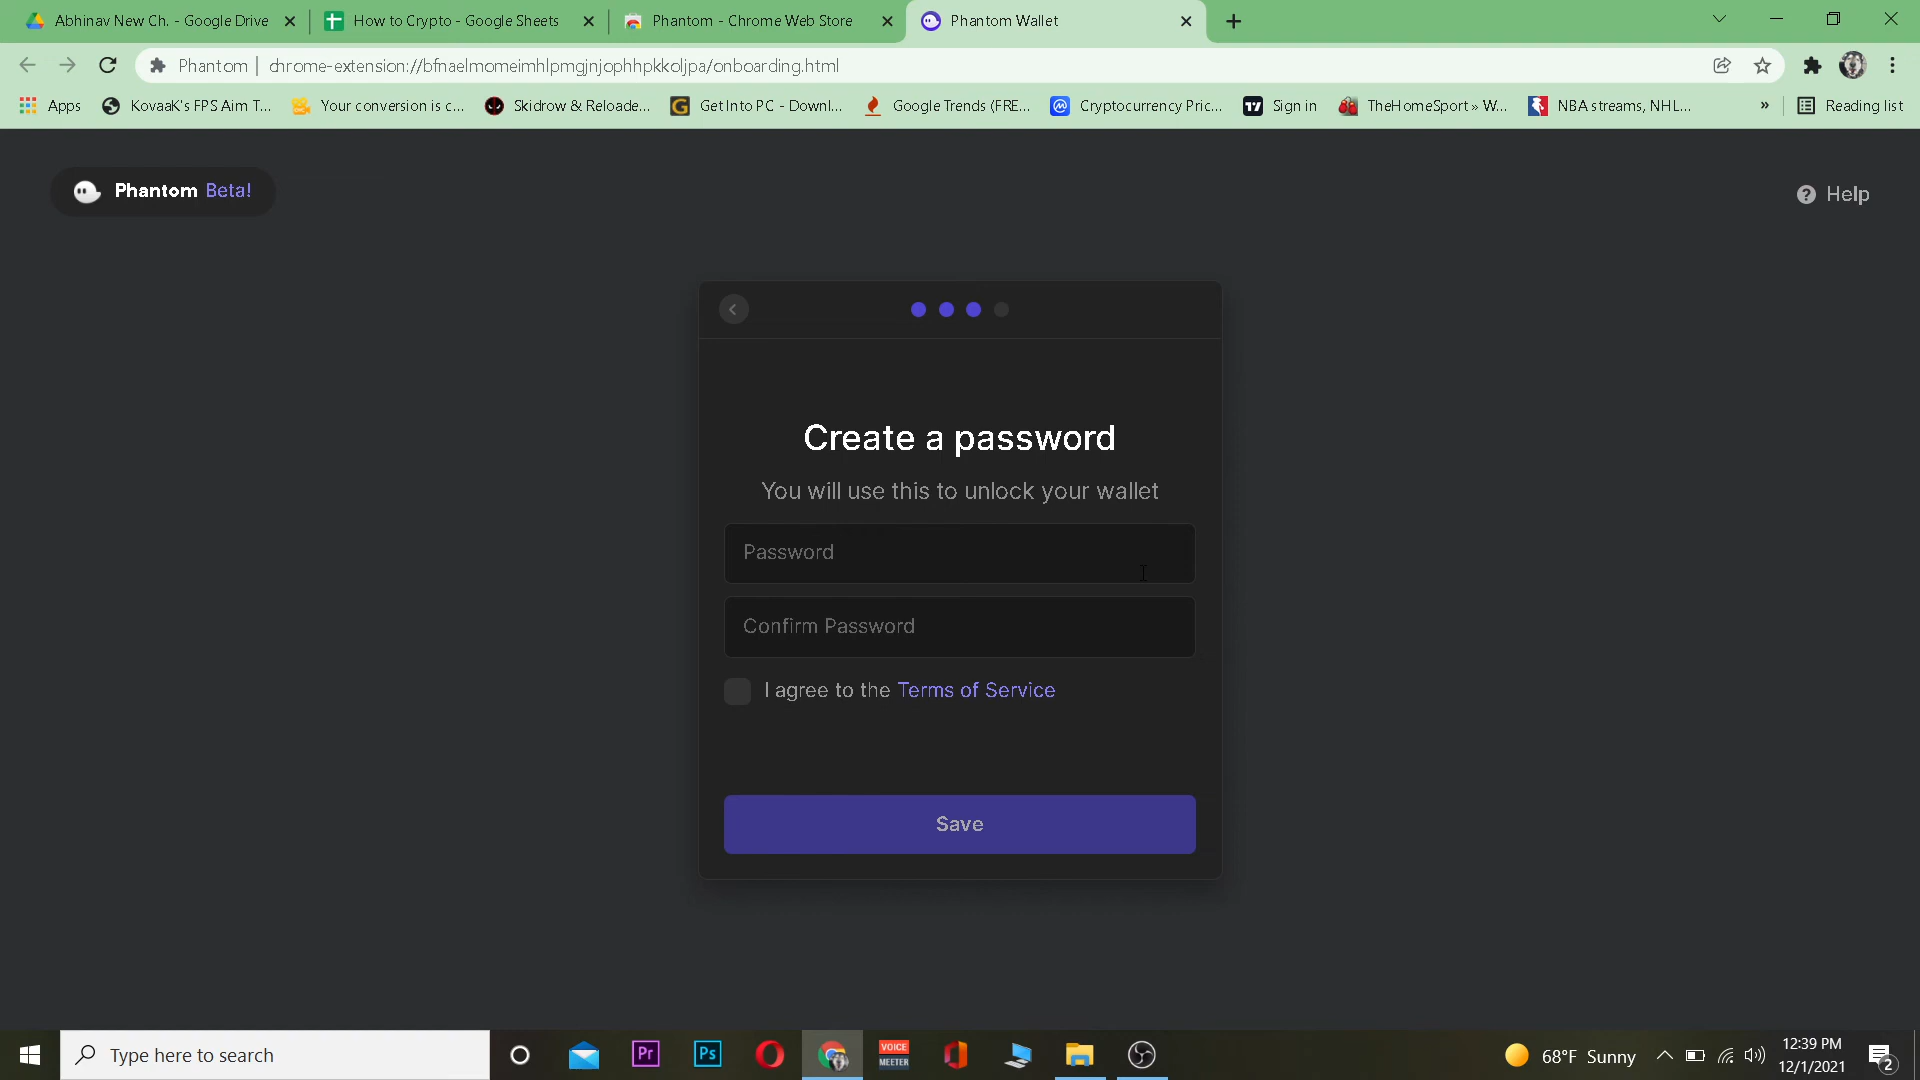 Abhinav New Ch. - Google Drive
How to Crypto - Google Sheets
Phantom - Chrome Web Store
Phantom Wallet
Phantom | chrome-extension://bfnaelmomeimhlpmgjnjophhpkkoljpa/onboarding.html
Apps
KovaaK's FPS Aim T...
Your conversion is c...
Skidrow & Reloade...
Get Into PC - Downl...
Google Trends (FRE...
Cryptocurrency Pric...
Sign in
TheHomeSport » W...
NBA streams, NHL...
»
Reading list
Phantom Beta!
Help
Create a password
You will use this to unlock your wallet
Password
Confirm Password
I agree to the Terms of Service
Save
Type here to search
Pr
Ps
VOICE
MEETER
68°F Sunny
12:39 PM
12/1/2021
2